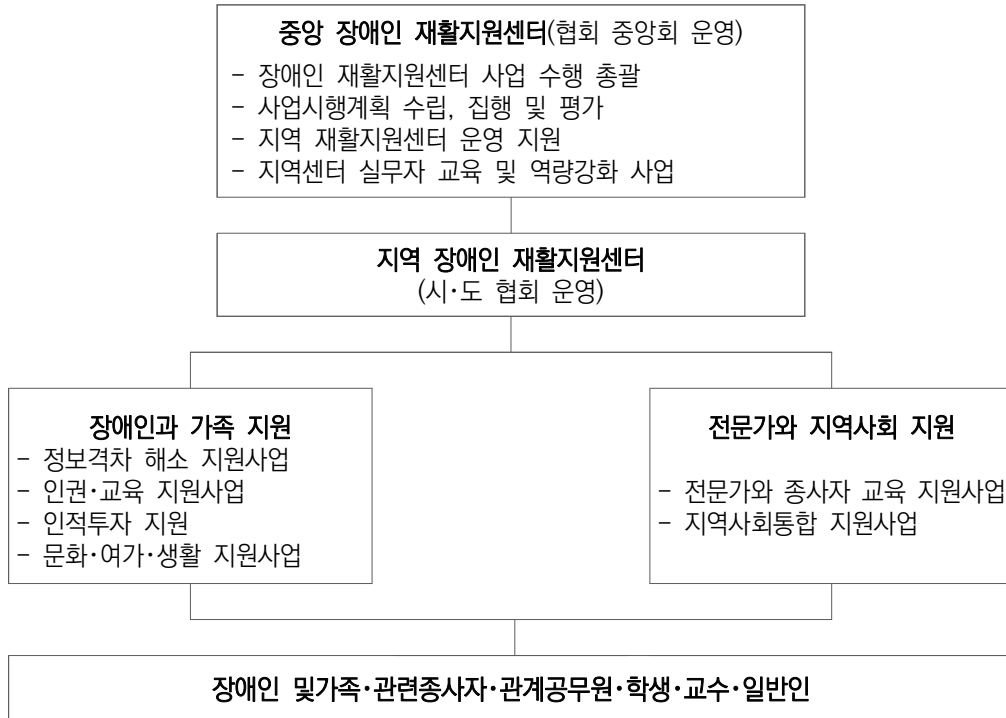 중앙 장애인 재활지원센터(협회 중앙회 운영)
- 장애인 재활지원센터 사업 수행 총괄
- 사업시행계획 수립, 집행 및 평가
- 지역 재활지원센터 운영 지원
- 지역센터 실무자 교육 및 역량강화 사업
지역 장애인 재활지원센터
(시·도 협회 운영)
장애인과 가족 지원
- 정보격차 해소 지원사업
- 인권·교육 지원사업
- 인적투자 지원
- 문화·여가·생활 지원사업
전문가와 지역사회 지원
- 전문가와 종사자 교육 지원사업
- 지역사회통합 지원사업
장애인 및가족·관련종사자·관계공무원·학생·교수·일반인